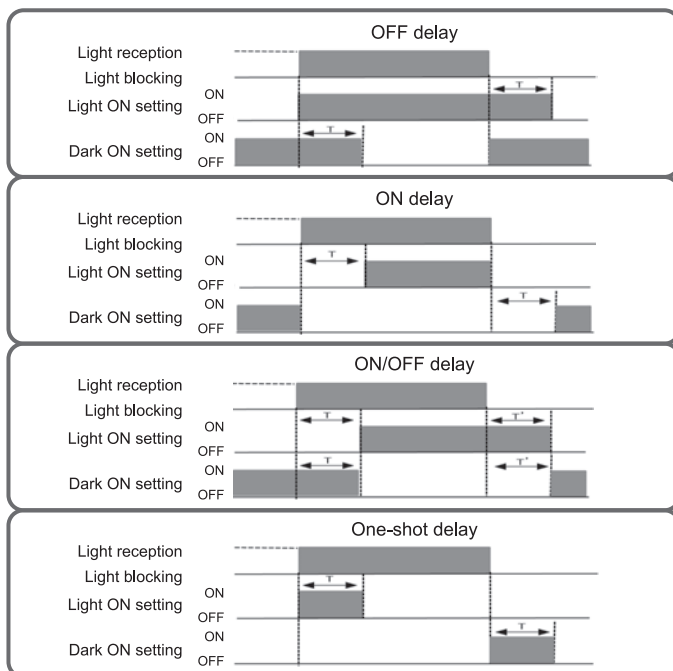 OFF delay
Light reception
Light blocking
Light ON setting ON OFF
T
Dark ON setting ON OFF
T
ON delay
Light reception
Light blocking
Light ON setting ON OFF
T
Dark ON setting ON OFF
T
ON/OFF delay
Light reception
Light blocking
Light ON setting ON OFF
T T'
Dark ON setting ON OFF
T T'
One-shot delay
Light reception
Light blocking
Light ON setting ON OFF
T
Dark ON setting ON OFF
T